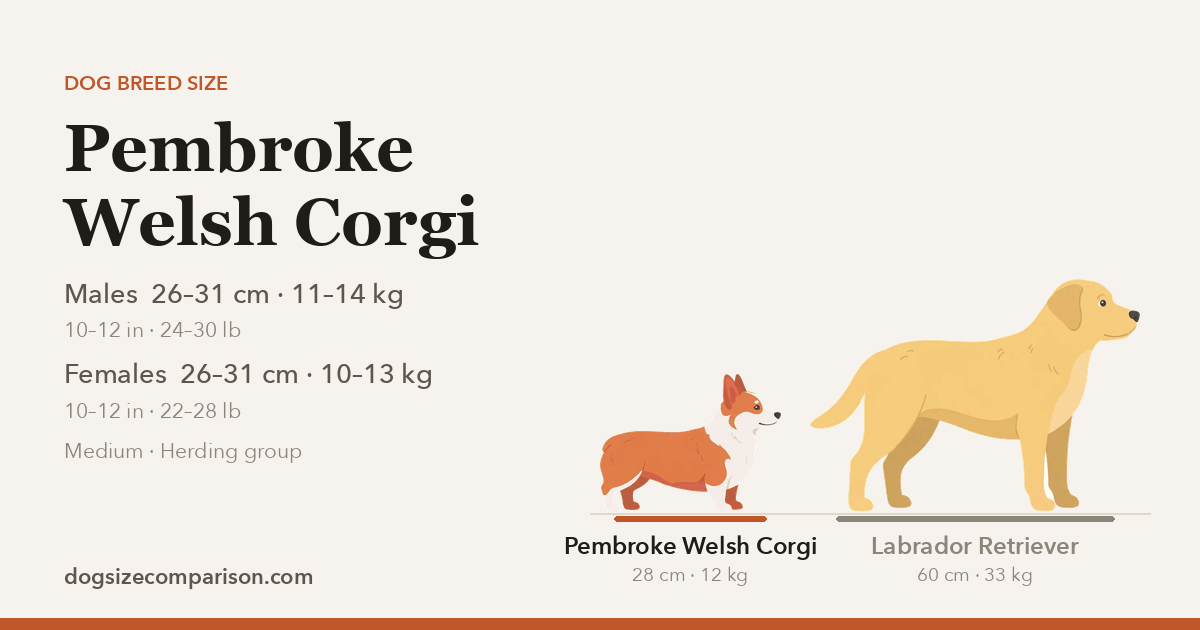 DOG BREED SIZE
Pembroke
Welsh Corgi
Males 26–31 cm · 11–14 kg
10–12 in · 24–30 lb
Females 26–31 cm · 10–13 kg
10–12 in · 22–28 lb
Medium · Herding group
Pembroke Welsh Corgi
28 cm · 12 kg
Labrador Retriever
60 cm · 33 kg
dogsizecomparison.com